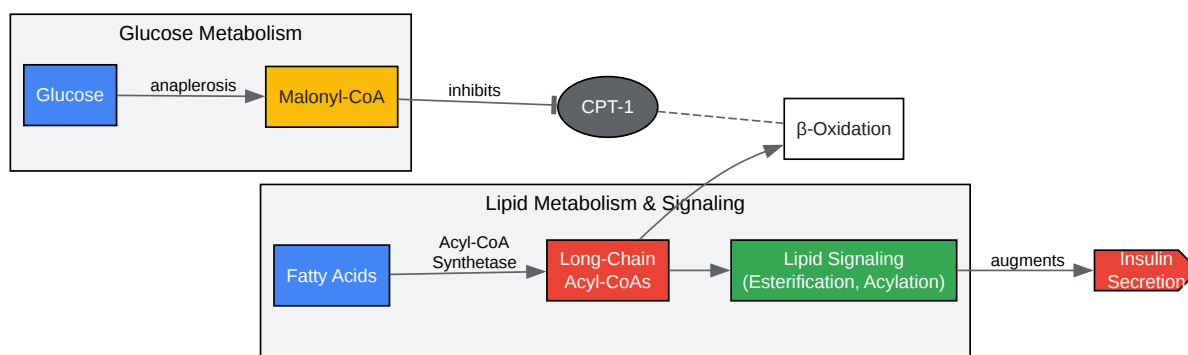 Glucose Metabolism
Glucose
anaplerosis
Malonyl-CoA
inhibits
CPT-1
β-Oxidation
Lipid Metabolism & Signaling
Fatty Acids
Acyl-CoA
Synthetase
Long-Chain
Acyl-CoAs
Lipid Signaling
(Esterification, Acylation)
augments
Insulin
Secretion